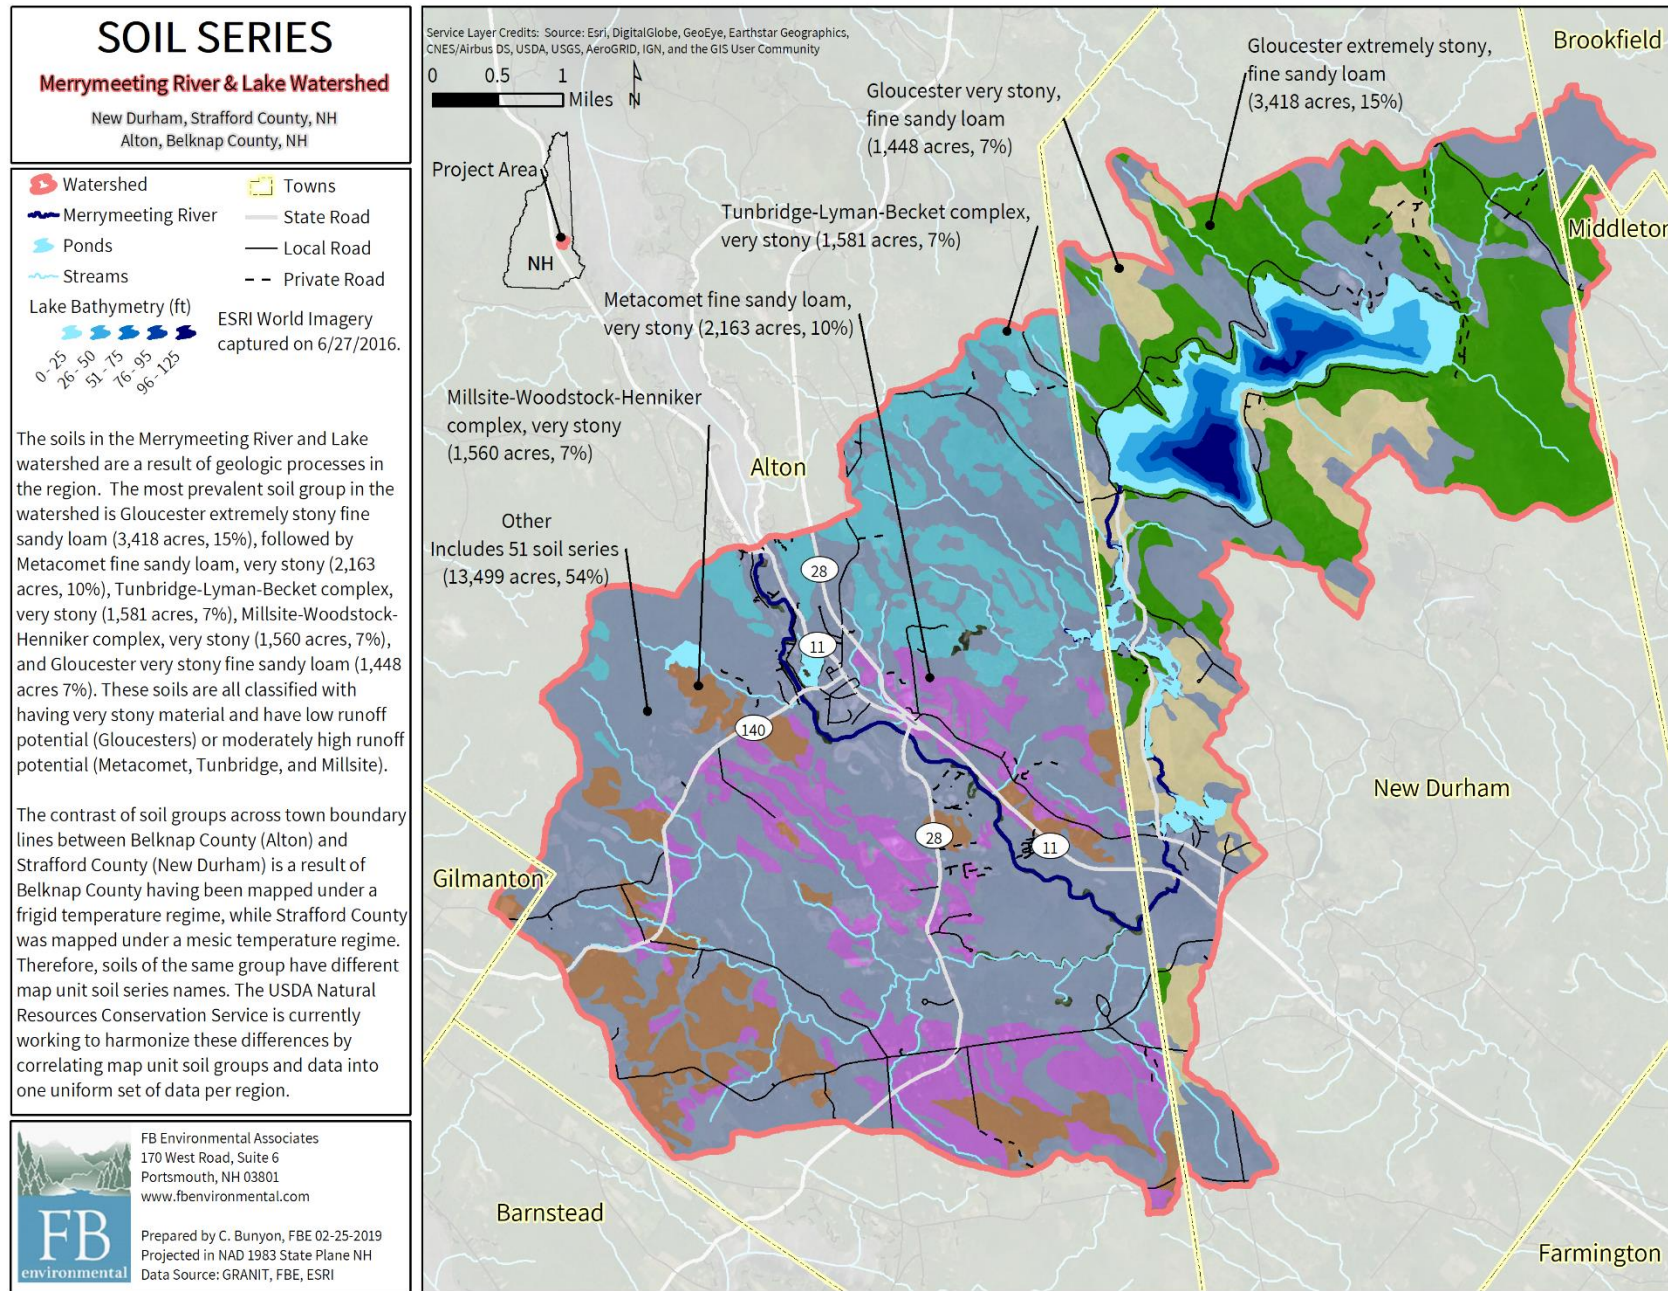 SOIL SERIES
Merrymeeting River & Lake Watershed
New Durham, Strafford County, NH
Alton, Belknap County, NH
Watershed
Merrymeeting River
Ponds
Streams
Towns
State Road
Local Road
Private Road
Lake Bathymetry (ft)
0 - 25
26 - 50
51 - 75
76 - 95
96 - 125
ESRI World Imagery
captured on 6/27/2016.
The soils in the Merrymeeting River and Lake
watershed are a result of geologic processes in
the region. The most prevalent soil group in the
watershed is Gloucester extremely stony fine
sandy loam (3,418 acres, 15%), followed by
Metacomet fine sandy loam, very stony (2,163
acres, 10%), Tunbridge-Lyman-Becket complex,
very stony (1,581 acres, 7%), Millsite-Woodstock-
Henniker complex, very stony (1,560 acres, 7%),
and Gloucester very stony fine sandy loam (1,448
acres 7%). These soils are all classified with
having very stony material and have low runoff
potential (Gloucesters) or moderately high runoff
potential (Metacomet, Tunbridge, and Millsite).
The contrast of soil groups across town boundary
lines between Belknap County (Alton) and
Strafford County (New Durham) is a result of
Belknap County having been mapped under a
frigid temperature regime, while Strafford County
was mapped under a mesic temperature regime.
Therefore, soils of the same group have different
map unit soil series names. The USDA Natural
Resources Conservation Service is currently
working to harmonize these differences by
correlating map unit soil groups and data into
one uniform set of data per region.
FB
environmental
FB Environmental Associates
170 West Road, Suite 6
Portsmouth, NH 03801
www.fbenvironmental.com
Prepared by C. Bunyon, FBE 02-25-2019
Projected in NAD 1983 State Plane NH
Data Source: GRANIT, FBE, ESRI
Service Layer Credits: Source: Esri, DigitalGlobe, GeoEye, Earthstar Geographics,
CNES/Airbus DS, USDA, USGS, AeroGRID, IGN, and the GIS User Community
0 0.5 1
Miles N
Project Area
NH
Gloucester very stony,
fine sandy loam
(1,448 acres, 7%)
Gloucester extremely stony,
fine sandy loam
(3,418 acres, 15%)
Tunbridge-Lyman-Becket complex,
very stony (1,581 acres, 7%)
Metacomet fine sandy loam,
very stony (2,163 acres, 10%)
Millsite-Woodstock-Henniker
complex, very stony
(1,560 acres, 7%)
Other
Includes 51 soil series
(13,499 acres, 54%)
Brookfield
Middleton
Alton
28
11
140
28
11
New Durham
Gilmanton
Barnstead
Farmington